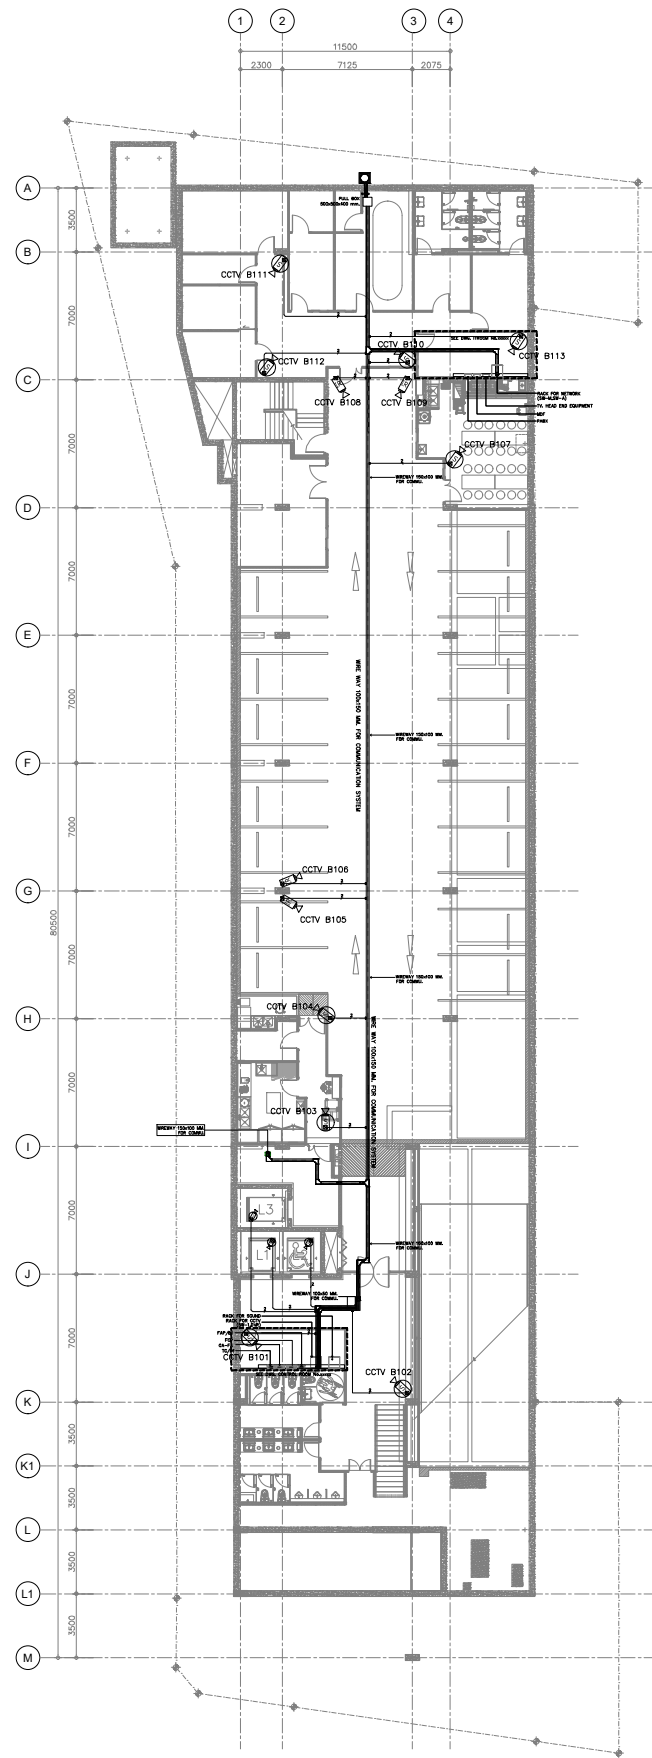 1 2 3 4
11500
2300 7125 2075
A
3500
PULL BOX
B
CCTV B111
7000
CCTV B110
CCTV B113
CCTV B112
C
CCTV B108
CCTV B109
RACK FOR NETWORK
TV. HEAD END EQUIPMENT
MDF
PABX
7000
CCTV B107
WIREWAY 150x100 MM.
FOR COMMU.
D
7000
E
WIRE WAY 100x150 MM. FOR COMMUNICATION SYSTEM
7000
WIREWAY 150x100 MM.
FOR COMMU.
F
7000
CCTV B106
G
CCTV B105
80500
7000
WIREWAY 150x100 MM.
FOR COMMU.
CCTV B104
H
WIRE WAY 100x150 MM. FOR COMMUNICATION SYSTEM
7000
CCTV B103
WIREWAY 150x100 MM.
FOR COMMU.
I
7000
L3
L1
WIREWAY 150x100 MM.
FOR COMMU.
J
WIREWAY 100x50 MM.
FOR COMMU.
RACK FOR SOUND
RACK FOR CCTV
7000
CCTV B101
CCTV B102
K
3500
K1
3500
L
3500
L1
3500
M